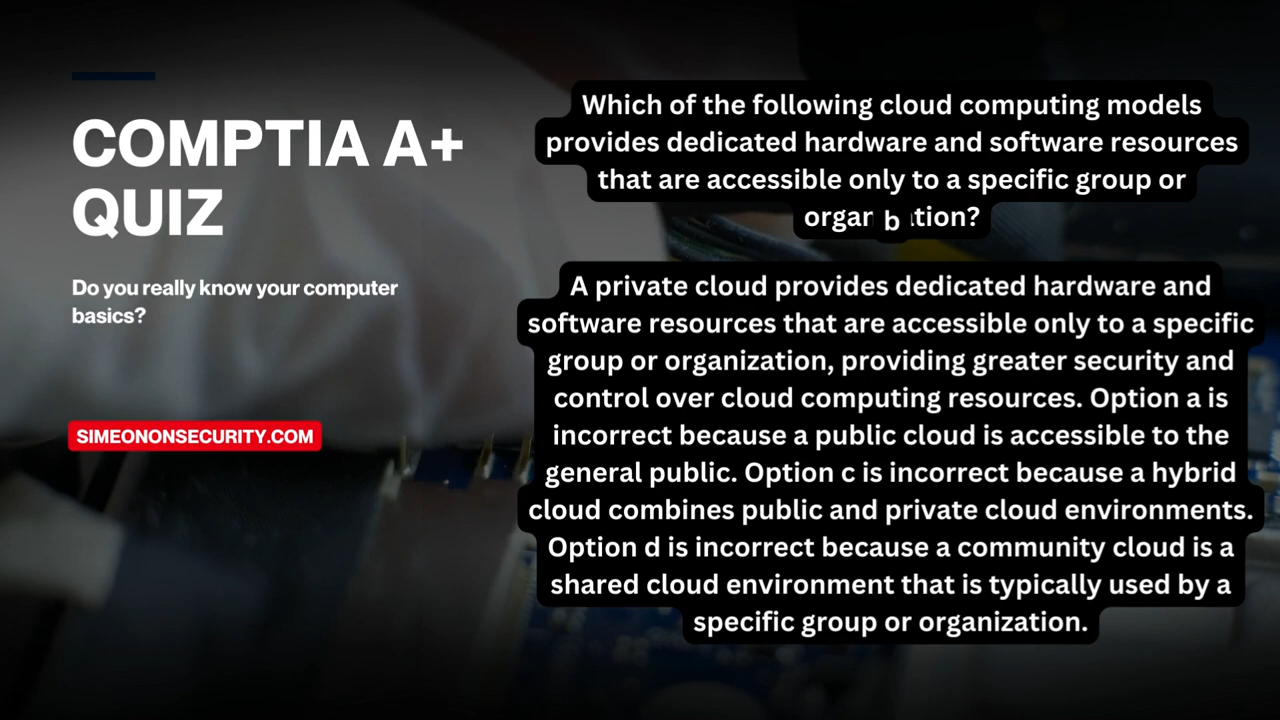 COMPTIA A+
QUIZ
Do you really know your computer
basics?
SIMEONONSECURITY.COM
Which of the following cloud computing models
provides dedicated hardware and software resources
that are accessible only to a specific group or
b
A private cloud provides dedicated hardware and
software resources that are accessible only to a specific
group or organization, providing greater security and
control over cloud computing resources. Option a is
incorrect because a public cloud is accessible to the
general public. Option c is incorrect because a hybrid
cloud combines public and private cloud environments.
Option d is incorrect because a community cloud is a
shared cloud environment that is typically used by a
specific group or organization.